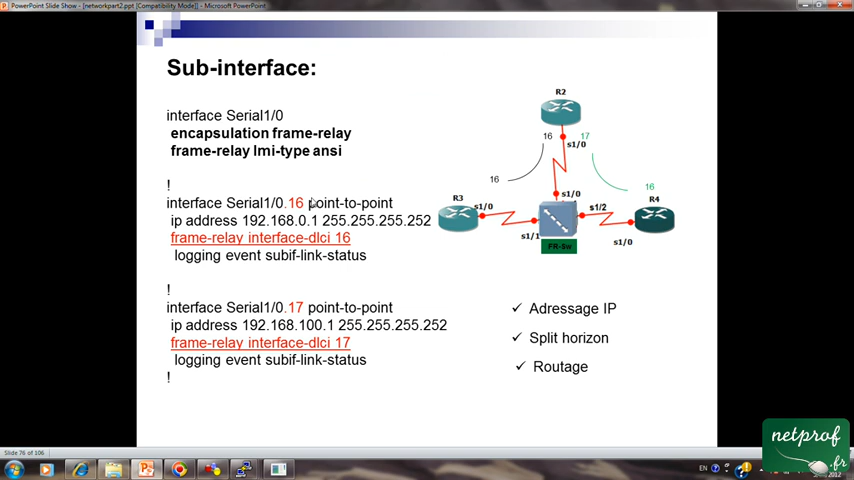 PowerPoint Slide Show - [networkpart2.ppt [Compatibility Mode]] - Microsoft PowerPoint
Sub-interface:
interface Serial1/0
encapsulation frame-relay
frame-relay lmi-type ansi
!
interface Serial1/0.16 point-to-point
ip address 192.168.0.1 255.255.255.252
frame-relay interface-dlci 16
logging event subif-link-status
!
interface Serial1/0.17 point-to-point
ip address 192.168.100.1 255.255.255.252
frame-relay interface-dlci 17
logging event subif-link-status
!
R2
16
17
s1/0
16
16
R3
s1/0
s1/0
s1/2
R4
s1/1
s1/0
FR-Sw
✓ Adressage IP
✓ Split horizon
✓ Routage
netprof
.fr
Slide 76 of 106
EN